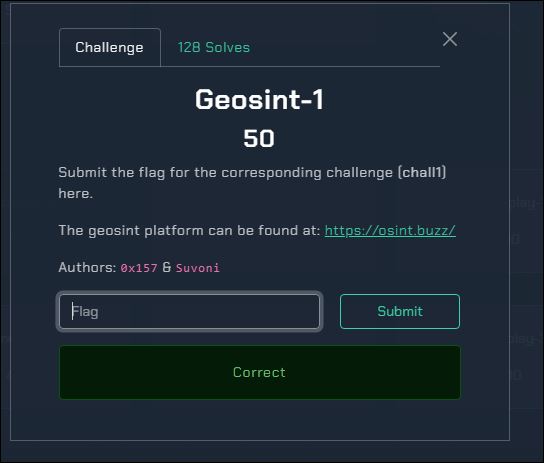 Challenge
128 Solves
Geosint-1
50
Submit the flag for the corresponding challenge (chall1)
here.
The geosint platform can be found at: https://osint.buzz/
Authors: 0x157 & Suvoni
Flag
Submit
Correct